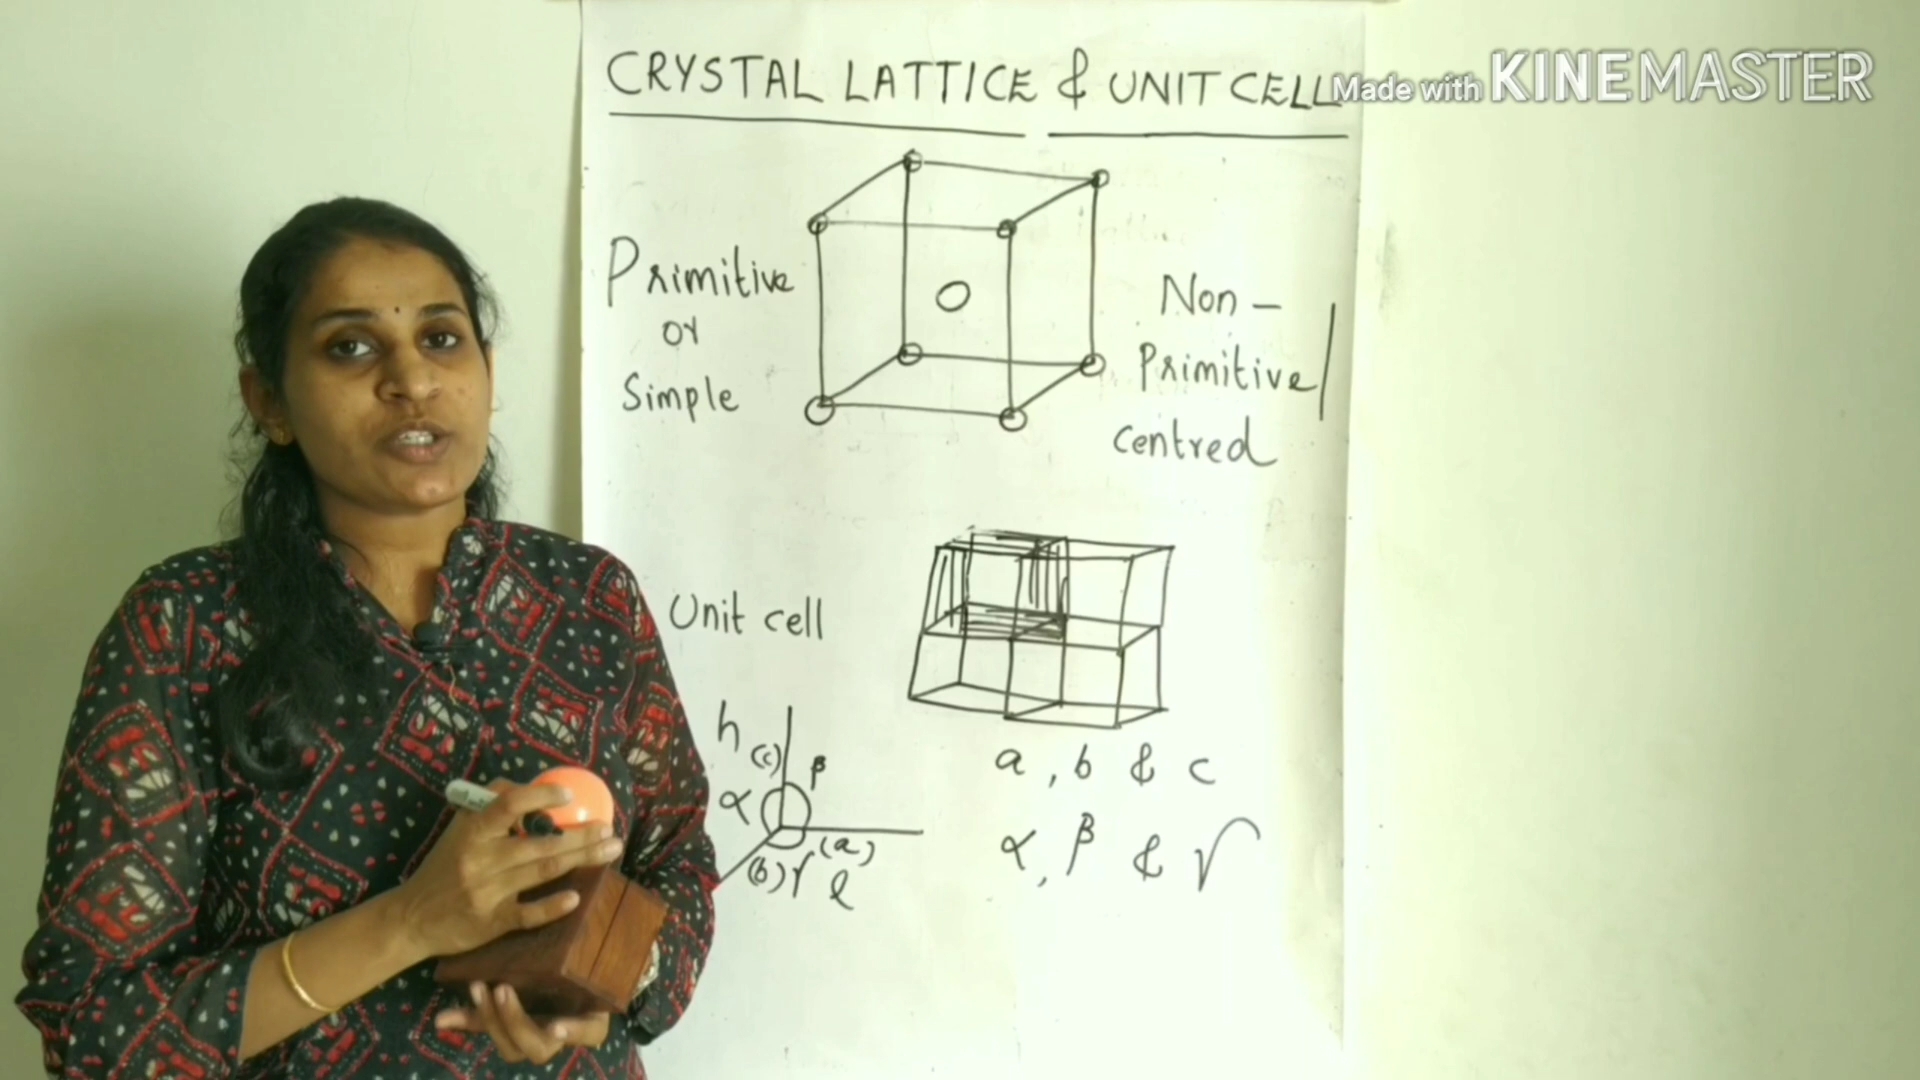 CRYSTAL LATTICE & UNIT CELL
Made with KINEMASTER
Primitive
or
Simple
Non -
Primitive/
centred
Unit cell
h
(c)
β
α
(a)
(b) γ l
a, b & c
α, β & γ